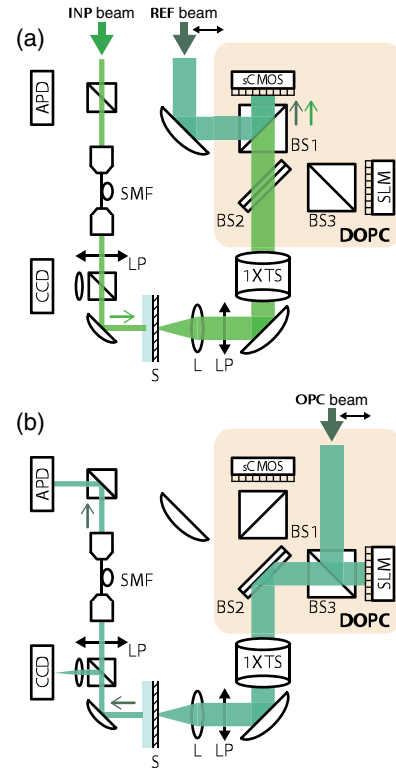 INP beam REF beam
(a)
sCMOS
APD
BS1
SMF
BS2
BS3
SLM
DOPC
LP
CCD
1XTS
S
L
LP
OPC beam
(b)
sCMOS
APD
BS1
SMF
BS2
BS3
SLM
DOPC
LP
CCD
1XTS
S
L
LP